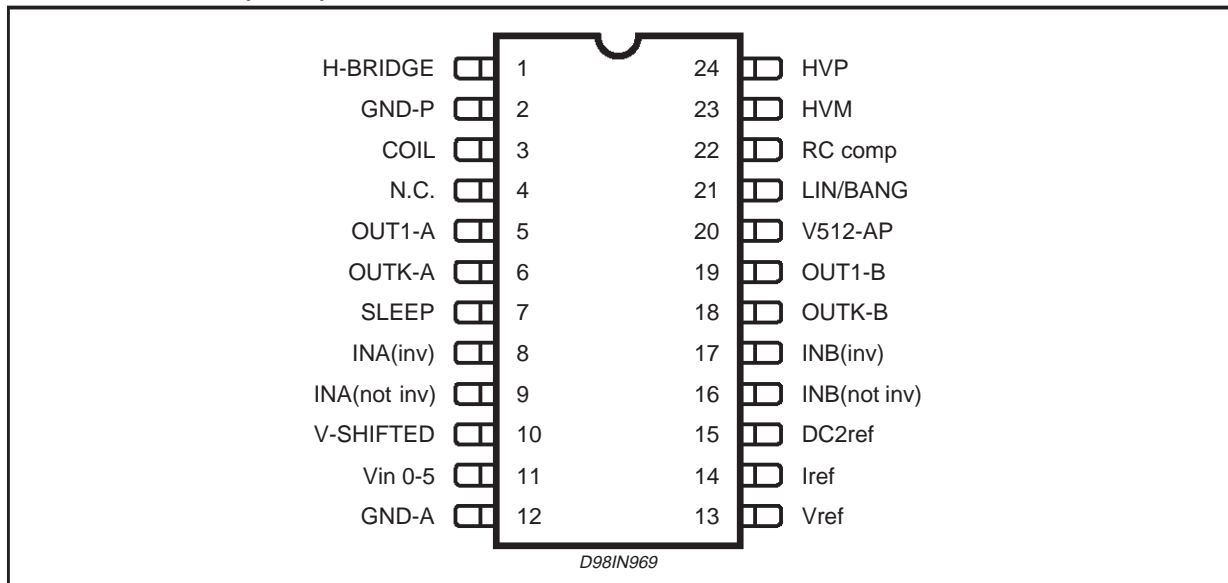 H-BRIDGE 1 24 HVP
GND-P 2 23 HVM
COIL 3 22 RC comp
N.C. 4 21 LIN/BANG
OUT1-A 5 20 V512-AP
OUTK-A 6 19 OUT1-B
SLEEP 7 18 OUTK-B
INA(inv) 8 17 INB(inv)
INA(not inv) 9 16 INB(not inv)
V-SHIFTED 10 15 DC2ref
Vin 0-5 11 14 Iref
GND-A 12 13 Vref
D98IN969